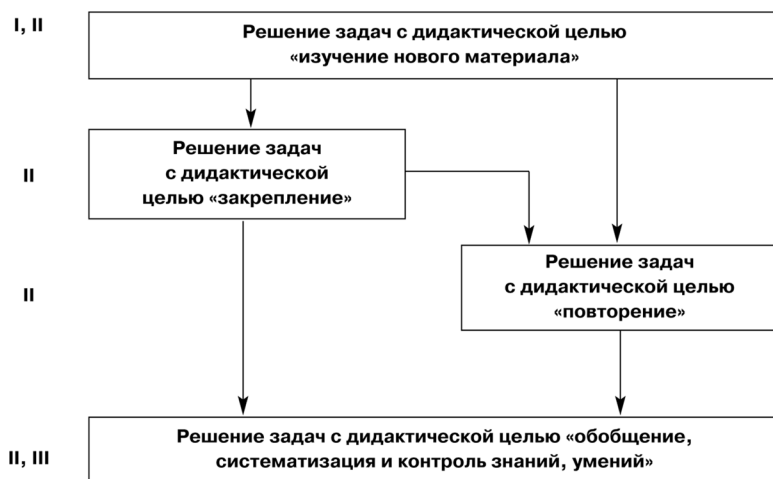 I, II
Решение задач с дидактической целью
«изучение нового материала»
II
Решение задач
с дидактической
целью «закрепление»
II
Решение задач
с дидактической целью
«повторение»
II, III
Решение задач с дидактической целью «обобщение,
систематизация и контроль знаний, умений»